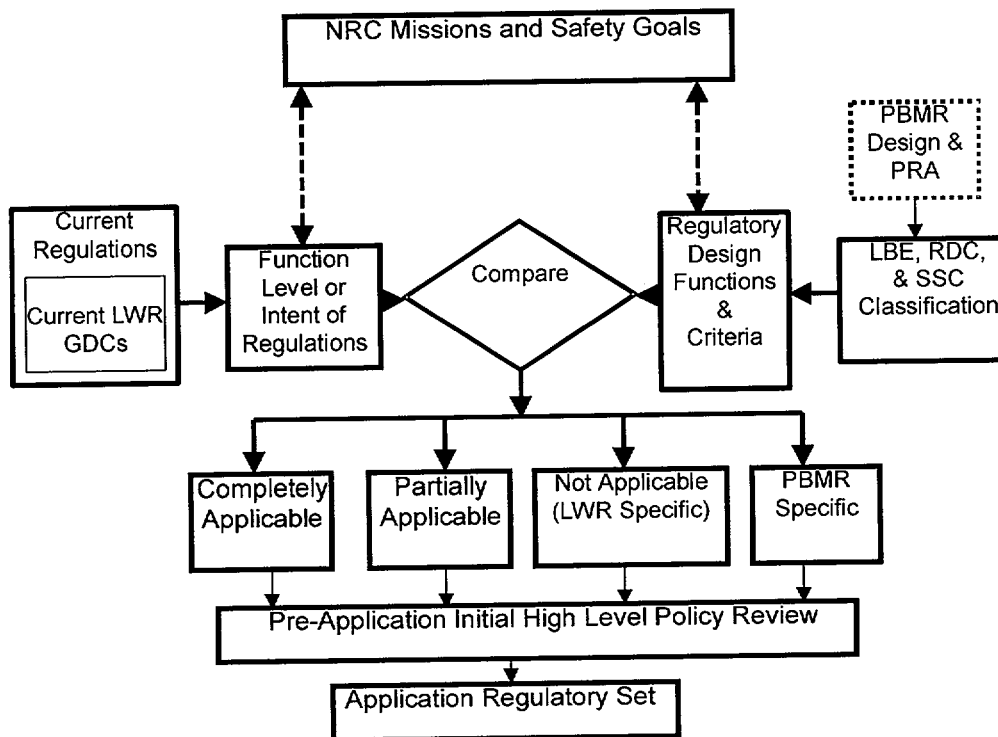 NRC Missions and Safety Goals
PBMR
Design &
PRA
Current
Regulations
Current LWR
GDCs
Function
Level or
Intent of
Regulations
Compare
Regulatory
Design
Functions
&
Criteria
LBE, RDC,
& SSC
Classification
Completely
Applicable
Partially
Applicable
Not Applicable
(LWR Specific)
PBMR
Specific
Pre-Application Initial High Level Policy Review
Application Regulatory Set